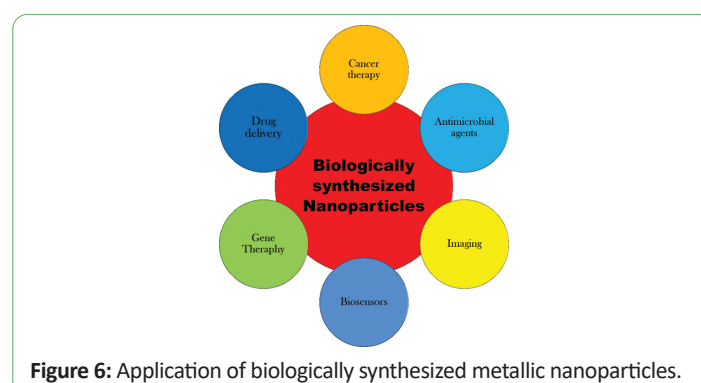 Cancer
therapy
Drug
delivery
Antimicrobial
agents
Biologically
synthesized
Nanoparticles
Gene
Theraphy
Imaging
Biosensors
Figure 6: Application of biologically synthesized metallic nanoparticles.